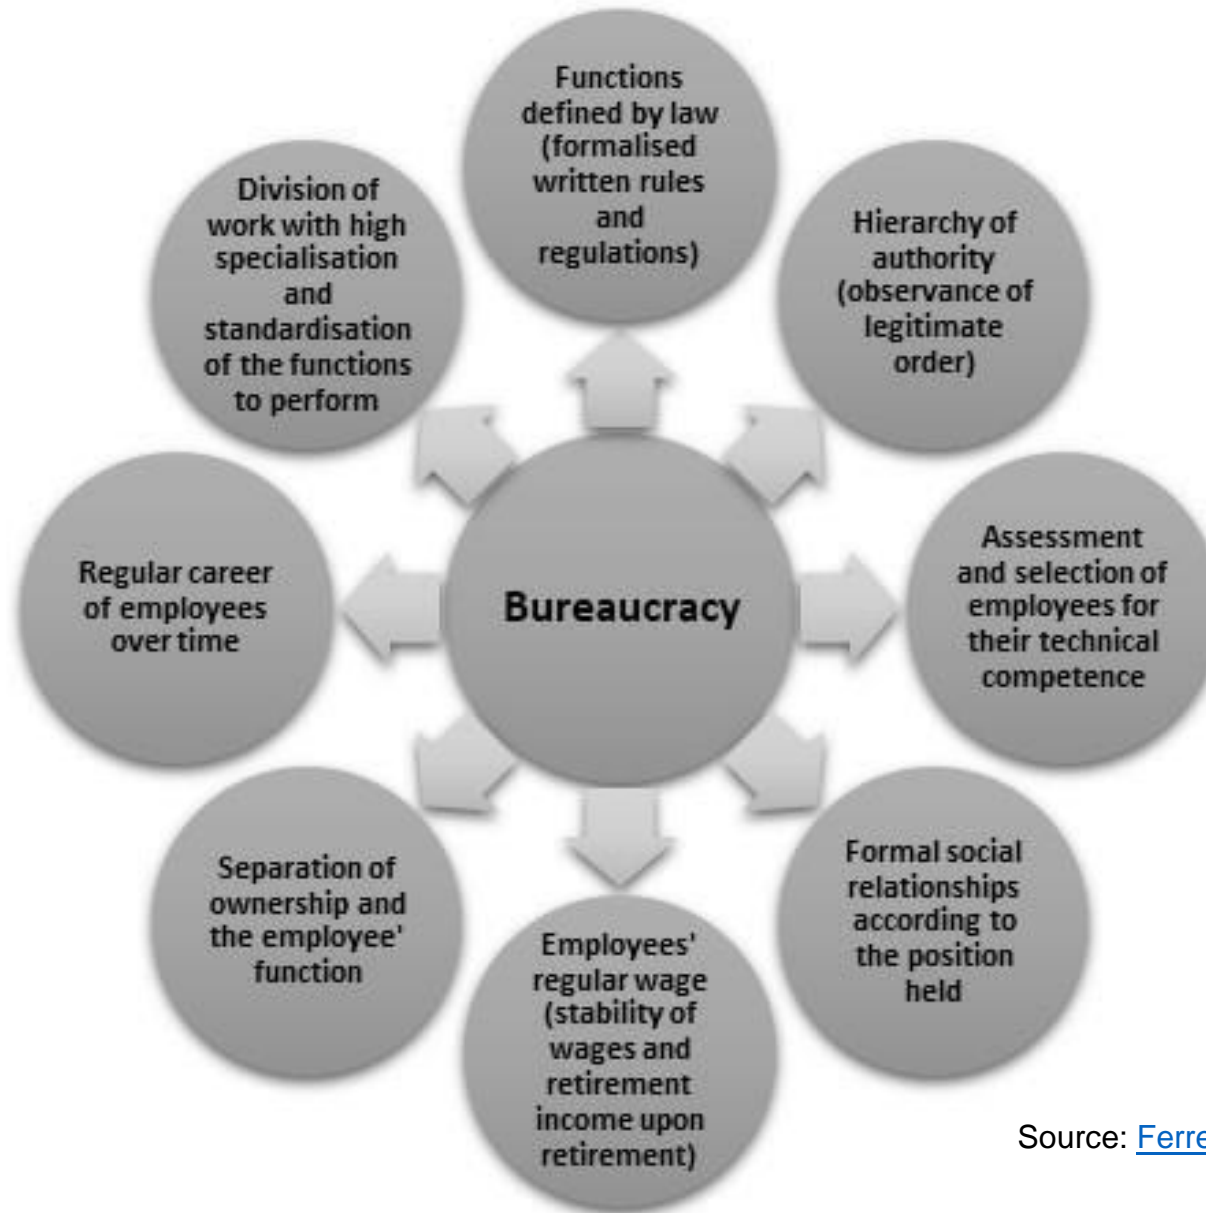 Functions
defined by law
(formalised
written rules
and
regulations)
Hierarchy of
authority
(observance of
legitimate
order)
Assessment
and selection of
employees for
their technical
competence
Formal social
relationships
according to
the position
held
Employees'
regular wage
(stability of
wages and
retirement
income upon
retirement)
Separation of
ownership and
the employee'
function
Regular career
of employees
over time
Division of
work with high
specialisation
and
standardisation
of the functions
to perform
Bureaucracy
Source: Ferre